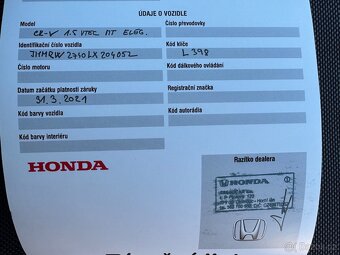 ÚDAJE O VOZIDLE
Model
CR-V 1.5 VTEC MT ELEG.
Číslo převodovky
Identifikační číslo vozidla
JHMRW2750LX204052
Kód klíče
L398
Číslo motoru
Kód dálkového ovládání
Datum začátku platnosti záruky
31.3.2021
Registrační značka
Kód barvy vozidla
Kód autorádia
Kód barvy interiéru
HONDA
Razítko dealera
HONDA